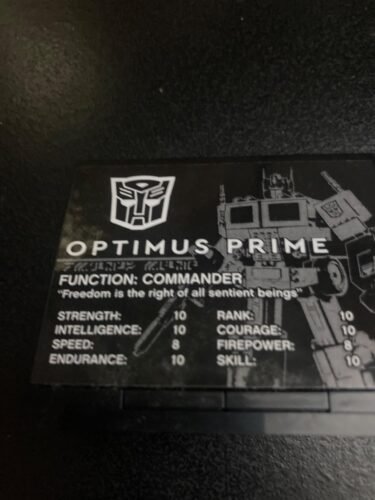 OPTIMUS PRIME
FUNCTION: COMMANDER
"Freedom is the right of all sentient beings"
STRENGTH: 10 RANK: 10
INTELLIGENCE: 10 COURAGE: 10
SPEED: 8 FIREPOWER: 8
ENDURANCE: 10 SKILL: 10